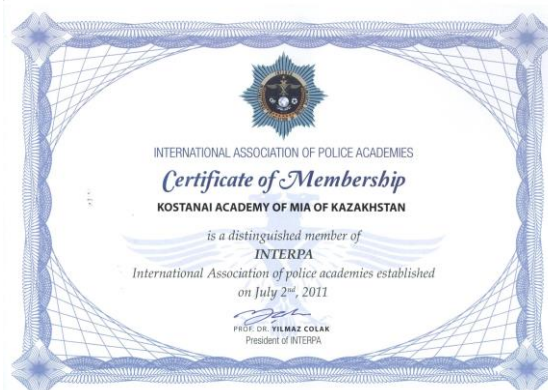 INTERNATIONAL ASSOCIATION OF POLICE ACADEMIES
Certificate of Membership
KOSTANAI ACADEMY OF MIA OF KAZAKHSTAN
is a distinguished member of
INTERPA
International Association of police academies established
on July 2nd, 2011
PROF. DR. YILMAZ COLAK
President of INTERPA